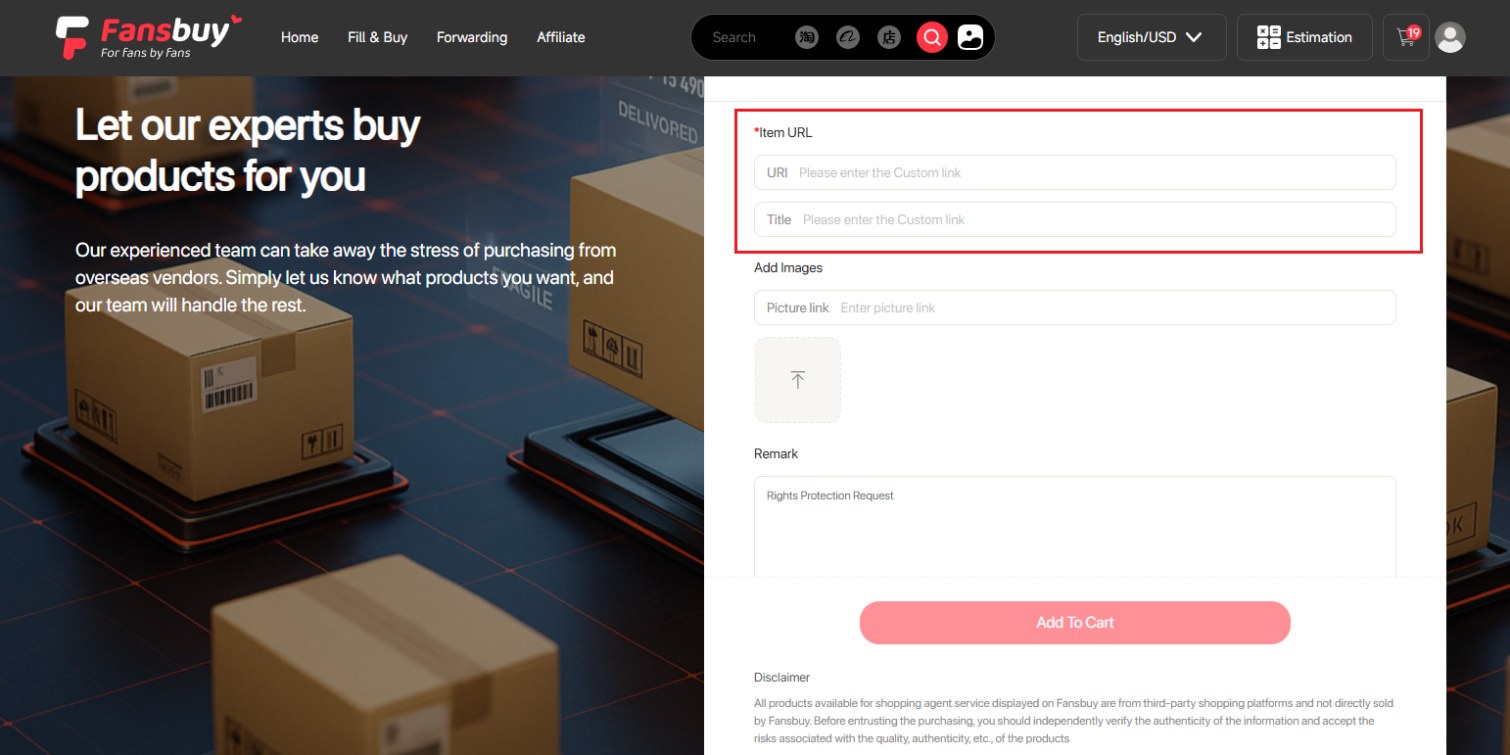 Fansbuy
For Fans by Fans
Home
Fill & Buy
Forwarding
Affiliate
Search
淘
店
English/USD
Estimation
19
15 490
DELIVORED
FRAGILE
Let our experts buy
products for you
Our experienced team can take away the stress of purchasing from
overseas vendors. Simply let us know what products you want, and
our team will handle the rest.
*Item URL
URl Please enter the Custom link
Title Please enter the Custom link
Add Images
Picture link Enter picture link
Remark
Rights Protection Request
Add To Cart
Disclaimer
All products available for shopping agent service displayed on Fansbuy are from third-party shopping platforms and not directly sold
by Fansbuy. Before entrusting the purchasing, you should independently verify the authenticity of the information and accept the
risks associated with the quality, authenticity, etc., of the products